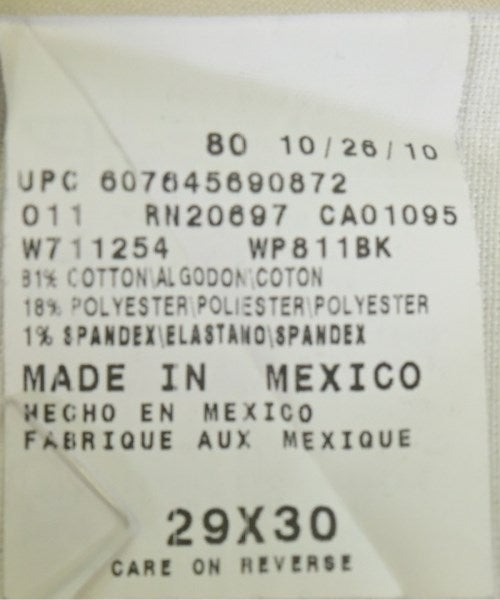 80 10/26/10
UPC 607645690872
011 RN20697 CA01095
W711254 WP811BK
81% COTTON\ALGODON\COTON
18% POLYESTER\POLIESTER\POLYESTER
1% SPANDEX\ELASTANO\SPANDEX
MADE IN MEXICO
HECHO EN MEXICO
FABRIQUE AUX MEXIQUE
29X30
CARE ON REVERSE